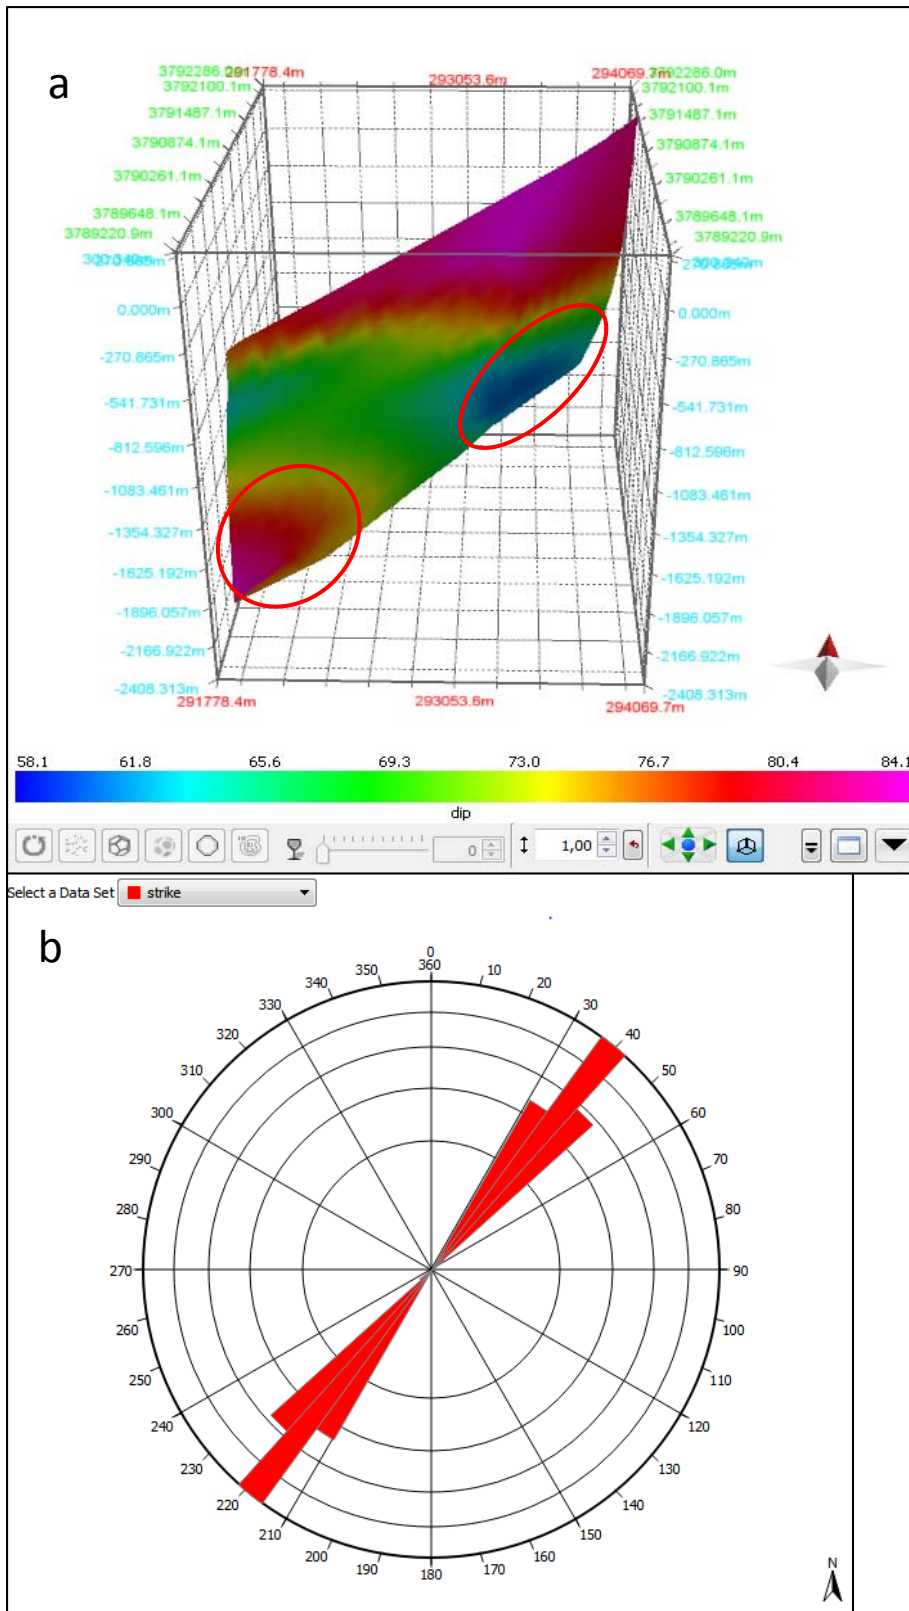 a
3792286.0m 291778.4m 293053.6m 294069.7m 3792286.0m
3792100.1m 3792100.1m
3791487.1m 3791487.1m
3790874.1m 3790874.1m
3790261.1m 3790261.1m
3789648.1m 3789648.1m
3789220.9m 3789220.9m
0.000m 0.000m
-270.865m -270.865m
-541.731m -541.731m
-812.596m -812.596m
-1083.461m -1083.461m
-1354.327m -1354.327m
-1625.192m -1625.192m
-1896.057m -1896.057m
-2166.922m -2166.922m
-2408.313m -2408.313m
291778.4m 293053.6m 294069.7m
58.1 61.8 65.6 69.3 73.0 76.7 80.4 84.1
dip
0 1,00
Select a Data Set strike
b
0
360
350 10
340 20
330 30
320 40
310 50
300 60
290 70
280 80
270 90
260 100
250 110
240 120
230 130
220 140
210 150
200 160
190 170
180
N